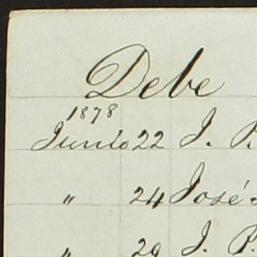 Debe
1878
Junio 22 J. P.
" 24 José
" 29 J. P.